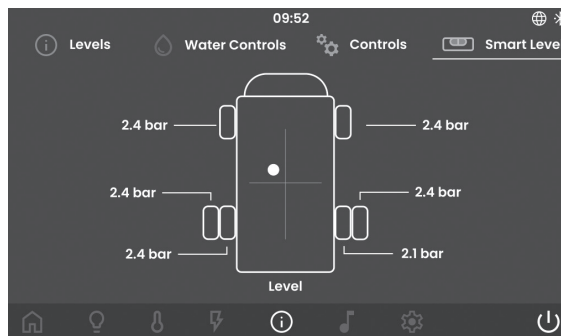 09:52
Levels
Water Controls
Controls
Smart Leve
2.4 bar
2.4 bar
2.4 bar
2.4 bar
2.4 bar
2.1 bar
Level